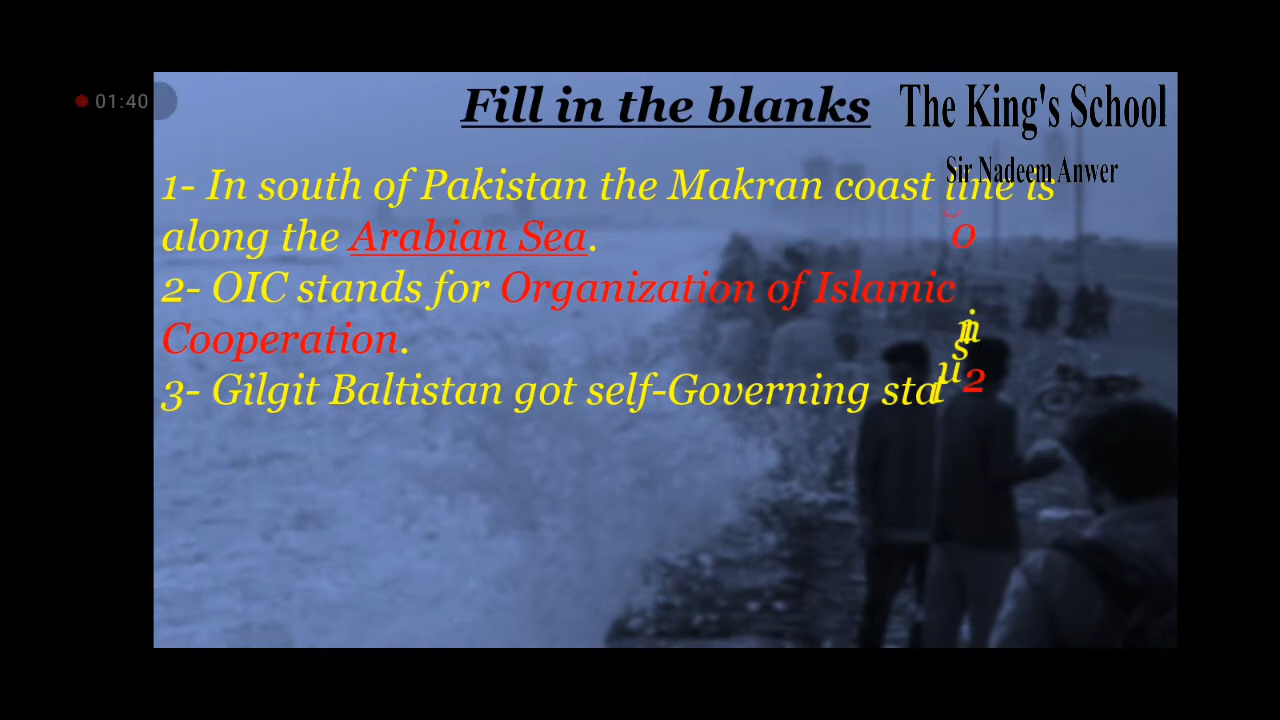 01:40
Fill in the blanks
The King's School
Sir Nadeem Anwer
1- In south of Pakistan the Makran coast line is
along the Arabian Sea.
2- OIC stands for Organization of Islamic
Cooperation.
3- Gilgit Baltistan got self-Governing